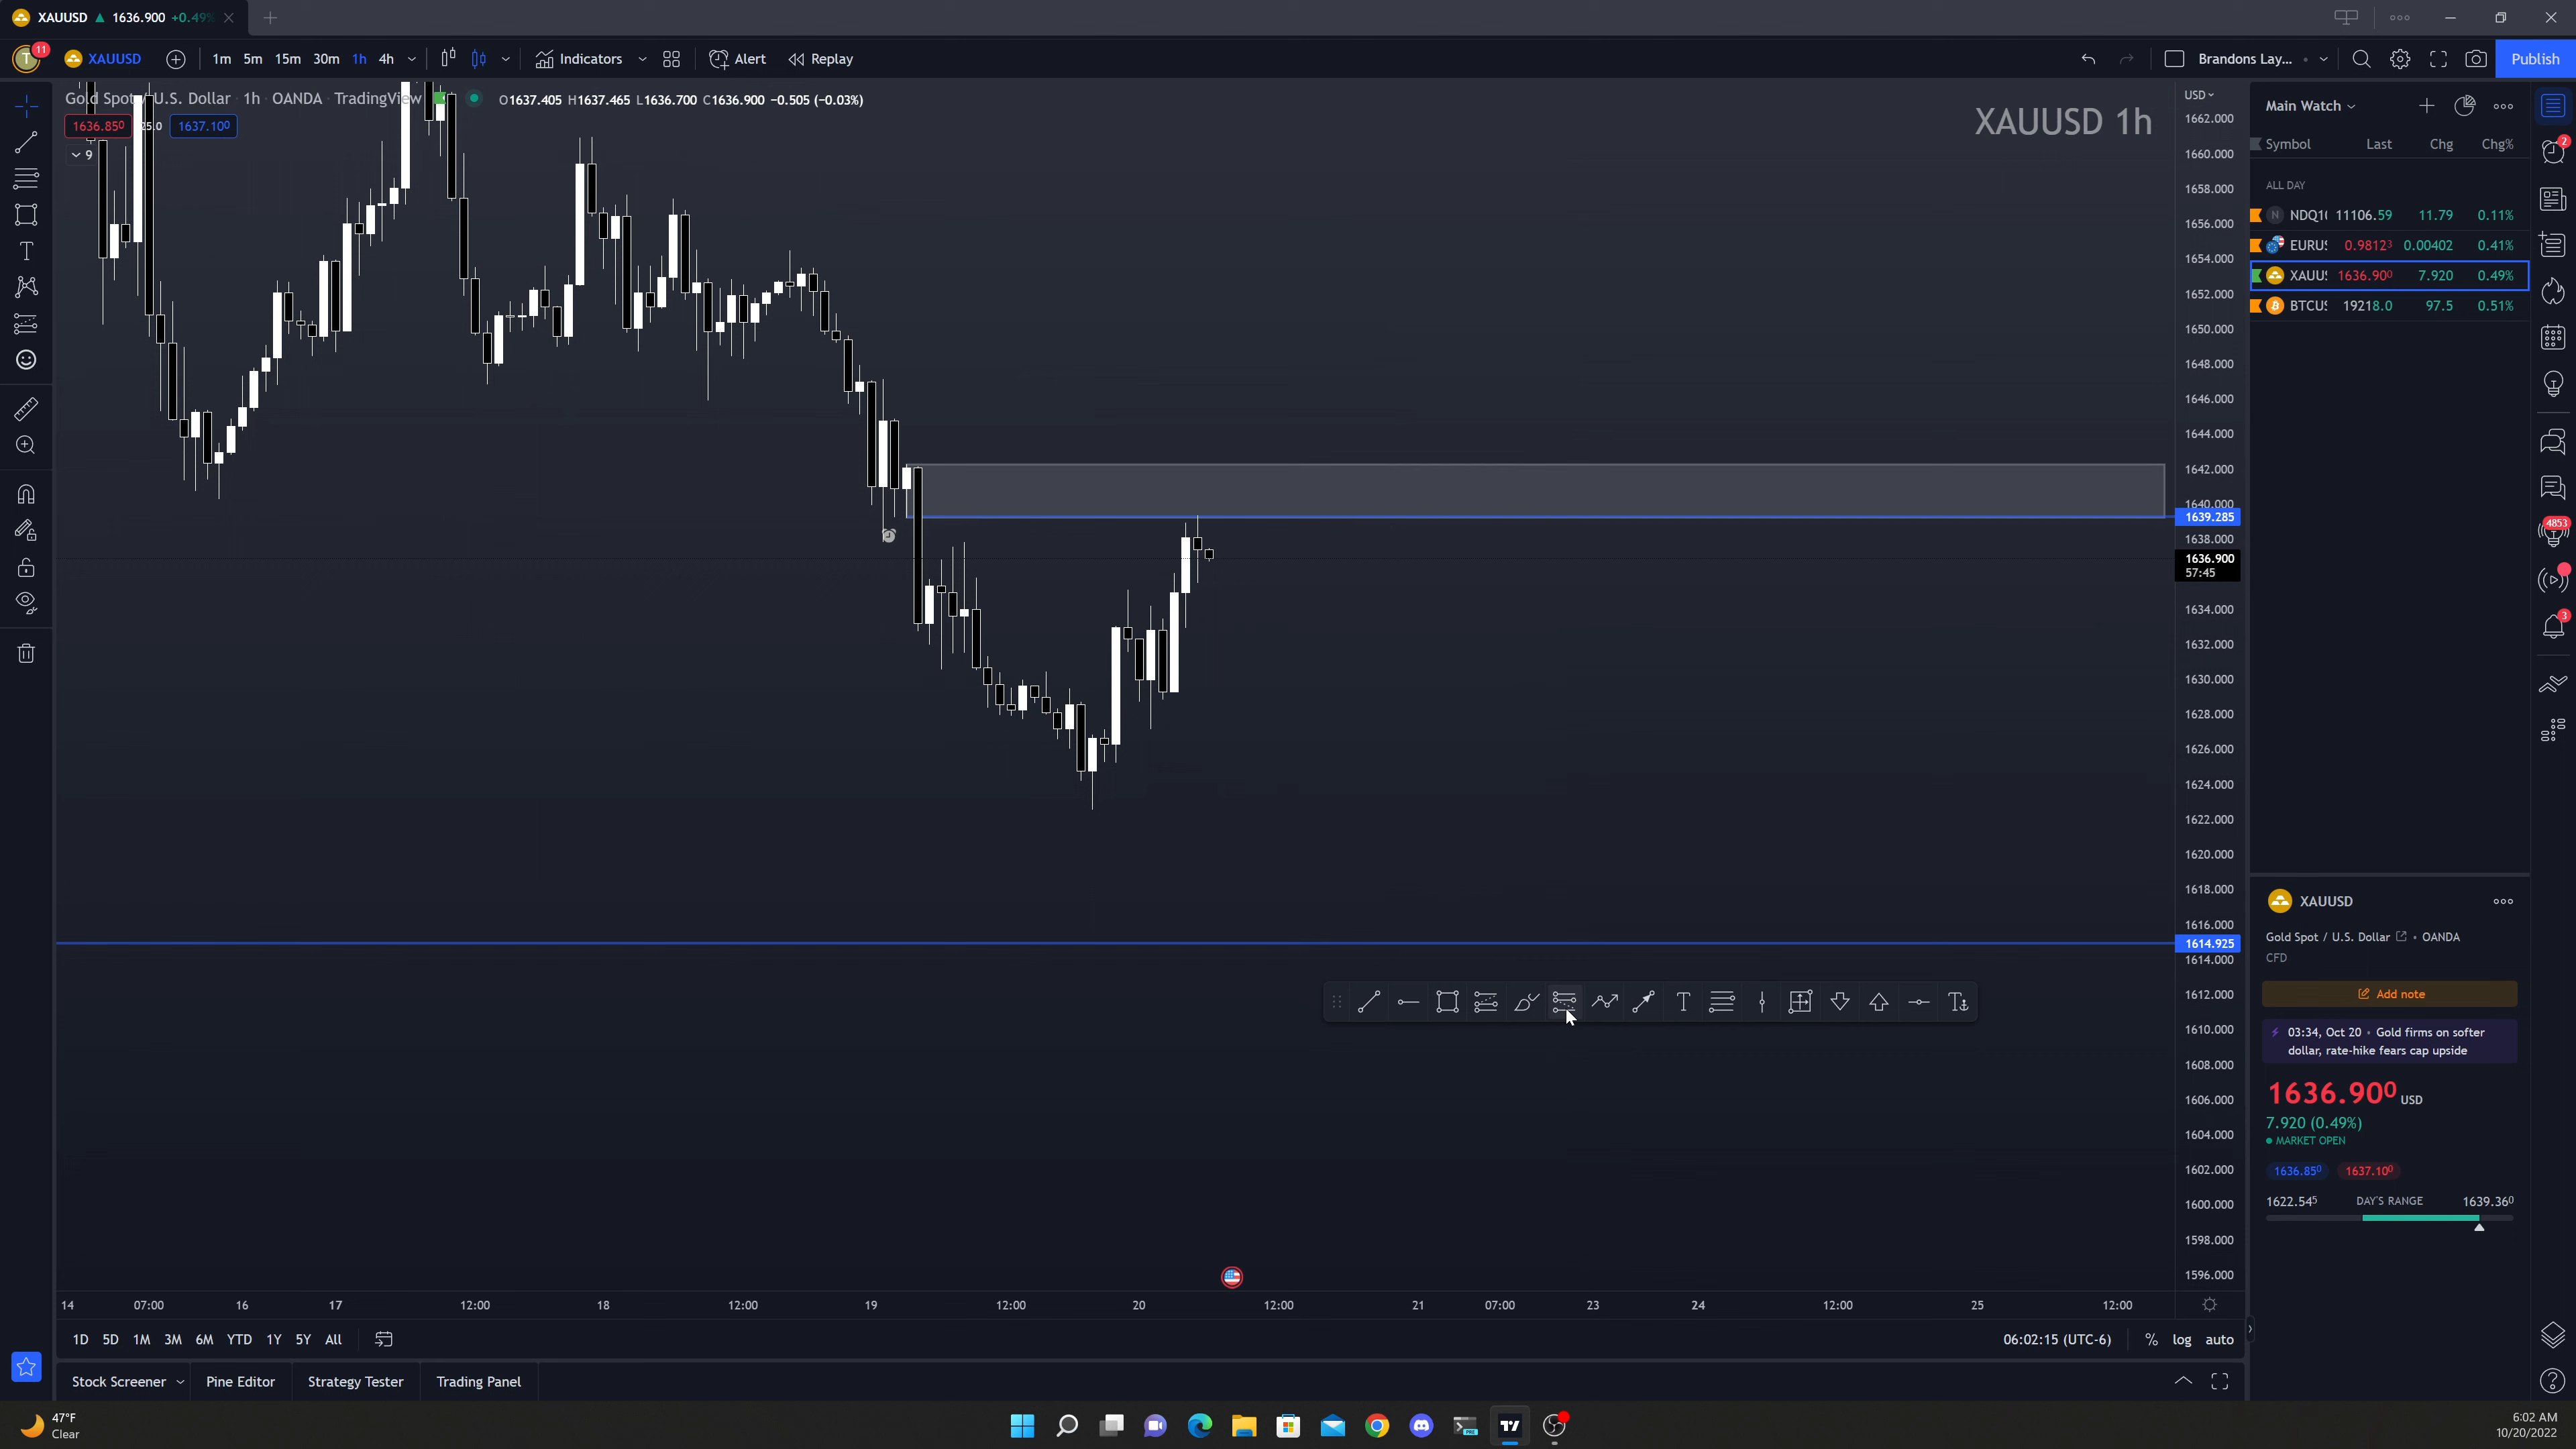 XAUUSD ▲ 1636.900 +0.49%
T 11 XAUUSD 1m 5m 15m 30m 1h 4h Indicators Alert Replay Brandons Lay... Publish
Gold Spot / U.S. Dollar 1h OANDA TradingView O1637.405 H1637.465 L1636.700 C1636.900 -0.505 (-0.03%)
1636.850 25.0 1637.100
9
XAUUSD 1h
USD
1662.000
1660.000
1658.000
1656.000
1654.000
1652.000
1650.000
1648.000
1646.000
1644.000
1642.000
1640.000
1639.285
1638.000
1636.900
57:45
1634.000
1632.000
1630.000
1628.000
1626.000
1624.000
1622.000
1620.000
1618.000
1616.000
1614.925
1614.000
1612.000
1610.000
1608.000
1606.000
1604.000
1602.000
1600.000
1598.000
1596.000
14 07:00 16 17 12:00 18 12:00 19 12:00 20 12:00 21 07:00 23 24 12:00 25 12:00
1D 5D 1M 3M 6M YTD 1Y 5Y All
06:02:15 (UTC-6) % log auto
Stock Screener Pine Editor Strategy Tester Trading Panel
Main Watch
Symbol Last Chg Chg%
ALL DAY
N NDQ1 11106.59 11.79 0.11%
EURUS 0.98123 0.00402 0.41%
XAUUS 1636.900 7.920 0.49%
BTCUS 19218.0 97.5 0.51%
XAUUSD
Gold Spot / U.S. Dollar • OANDA
CFD
Add note
03:34, Oct 20 • Gold firms on softer
dollar, rate-hike fears cap upside
1636.900 USD
7.920 (0.49%)
MARKET OPEN
1636.850 1637.100
1622.545 DAY'S RANGE 1639.360
2
4853
3
47°F
Clear
PRE
6:02 AM
10/20/2022